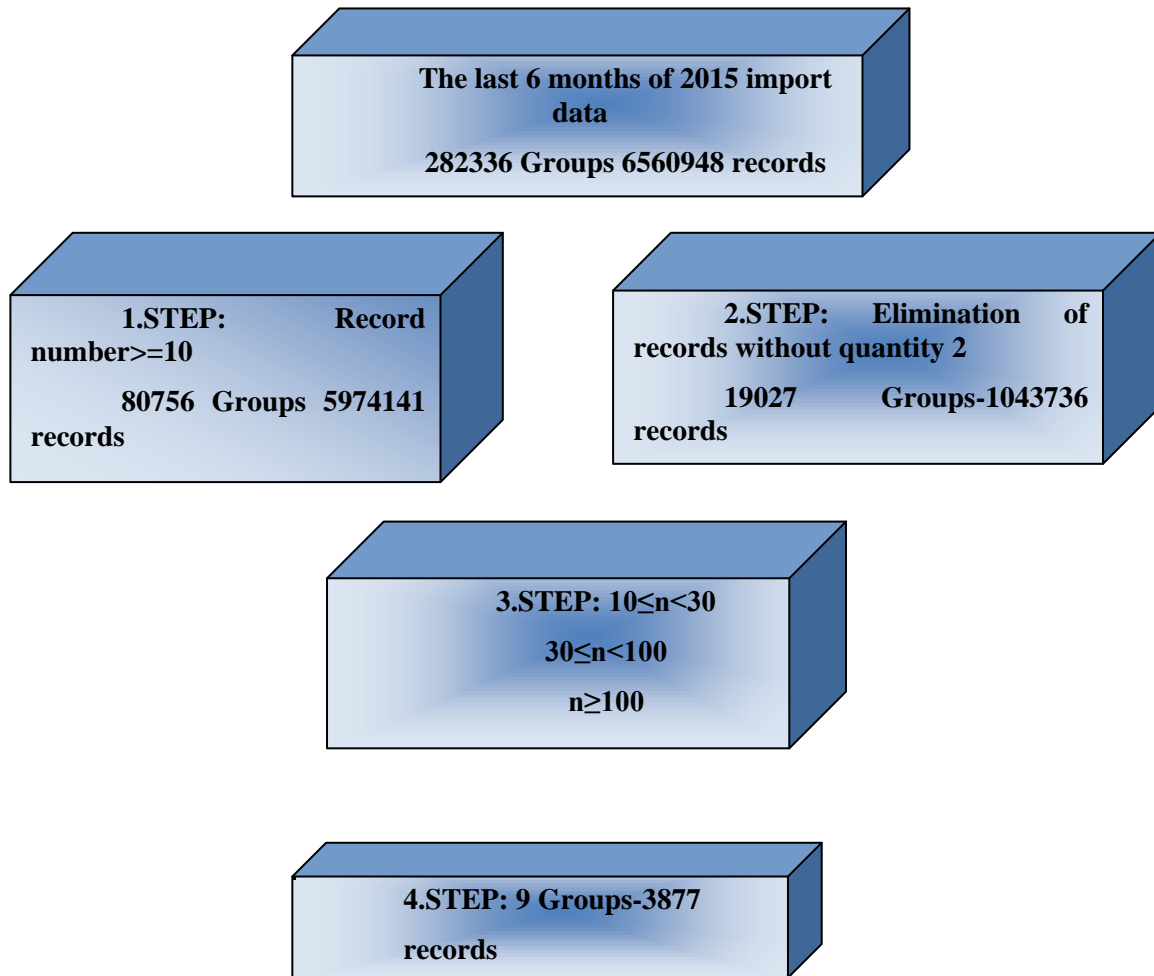 The last 6 months of 2015 import
data
282336 Groups 6560948 records
1.STEP: Record
number>=10
80756 Groups 5974141
records
2.STEP: Elimination of
records without quantity 2
19027 Groups-1043736
records
3.STEP: 10≤n<30
30≤n<100
n≥100
4.STEP: 9 Groups-3877
records